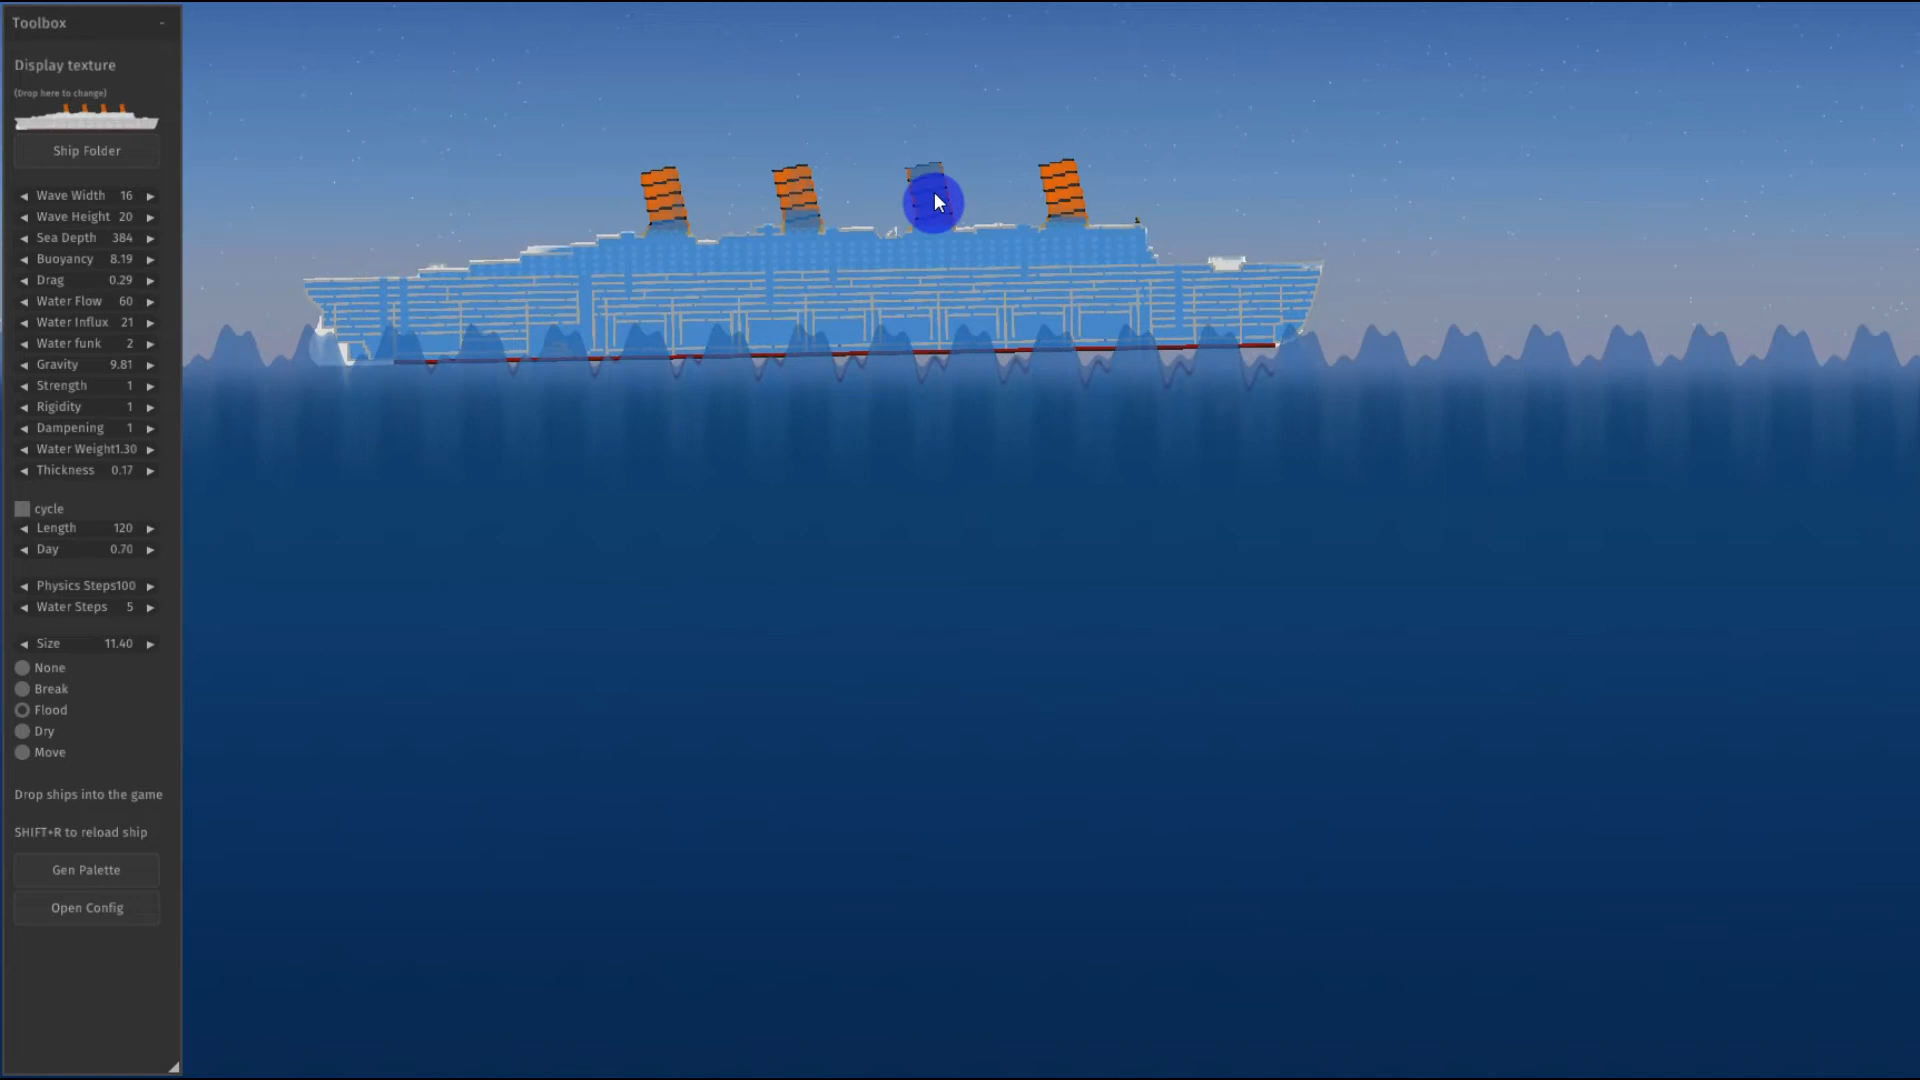 Toolbox -
Display texture
(Drop here to change)
Ship Folder
Wave Width 16
Wave Height 20
Sea Depth 384
Buoyancy 8.19
Drag 0.29
Water Flow 60
Water Influx 21
Water funk 2
Gravity 9.81
Strength 1
Rigidity 1
Dampening 1
Water Weight1.30
Thickness 0.17
cycle
Length 120
Day 0.70
Physics Steps100
Water Steps 5
Size 11.40
None
Break
Flood
Dry
Move
Drop ships into the game
SHIFT+R to reload ship
Gen Palette
Open Config